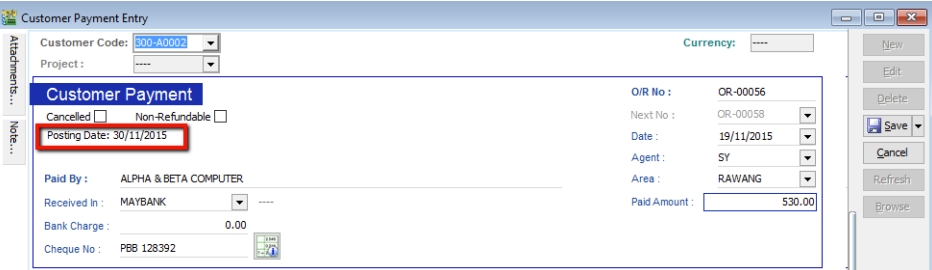 Customer Payment Entry
Attachments...
Note...
Customer Code: 300-A0002
Currency: ----
Project : ----
Customer Payment
Cancelled Non-Refundable
Posting Date: 30/11/2015
O/R No : OR-00056
Next No : OR-00058
Date : 19/11/2015
Agent : SY
Paid By : ALPHA & BETA COMPUTER
Area : RAWANG
Received In : MAYBANK ----
Paid Amount : 530.00
Bank Charge : 0.00
Cheque No : PBB 128392
New
Edit
Delete
Save
Cancel
Refresh
Browse